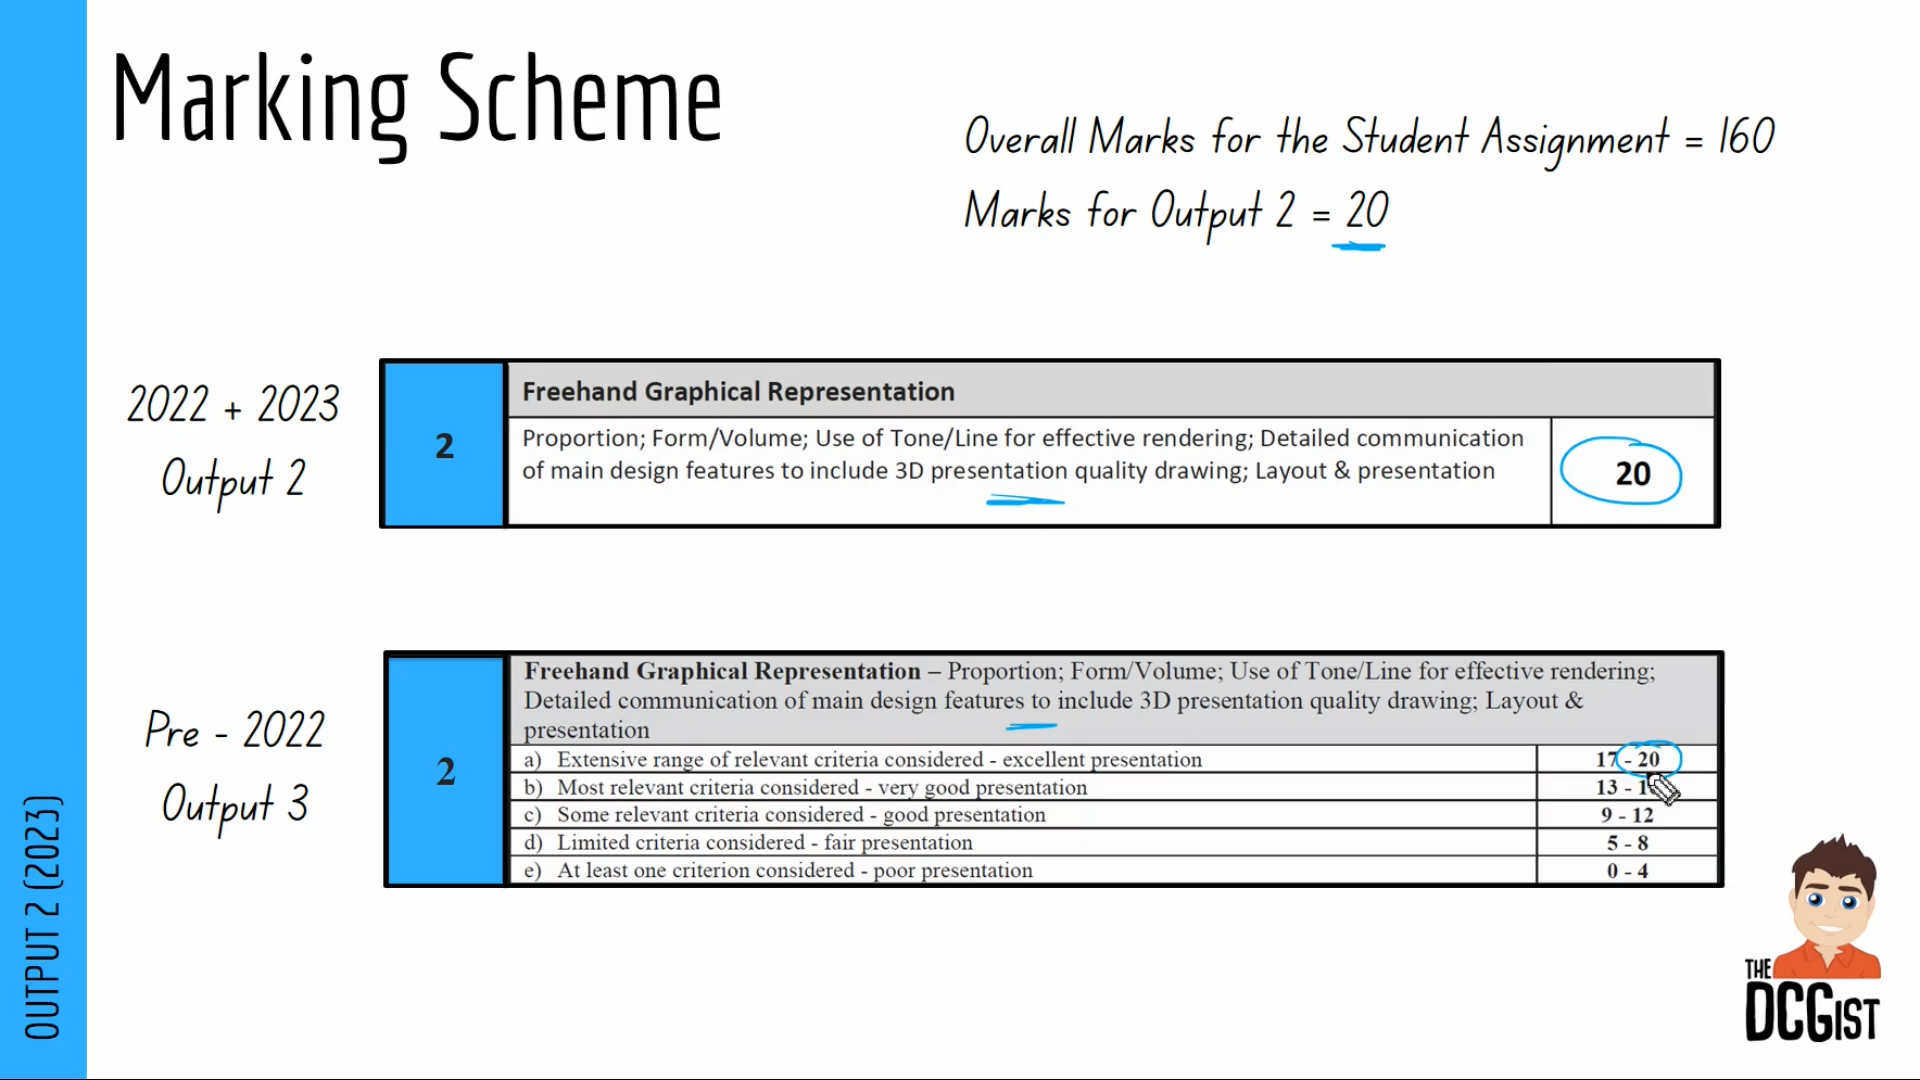 Marking Scheme
Overall Marks for the Student Assignment = 160
Marks for Output 2 = 20
2022 + 2023
Output 2
2
Freehand Graphical Representation
Proportion; Form/Volume; Use of Tone/Line for effective rendering; Detailed communication
of main design features to include 3D presentation quality drawing; Layout & presentation
20
Pre - 2022
Output 3
2
Freehand Graphical Representation – Proportion; Form/Volume; Use of Tone/Line for effective rendering;
Detailed communication of main design features to include 3D presentation quality drawing; Layout &
presentation
a) Extensive range of relevant criteria considered - excellent presentation 17 - 20
b) Most relevant criteria considered - very good presentation 13 -
c) Some relevant criteria considered - good presentation 9 - 12
d) Limited criteria considered - fair presentation 5 - 8
e) At least one criterion considered - poor presentation 0 - 4
OUTPUT 2 (2023)
THE
DCGIST